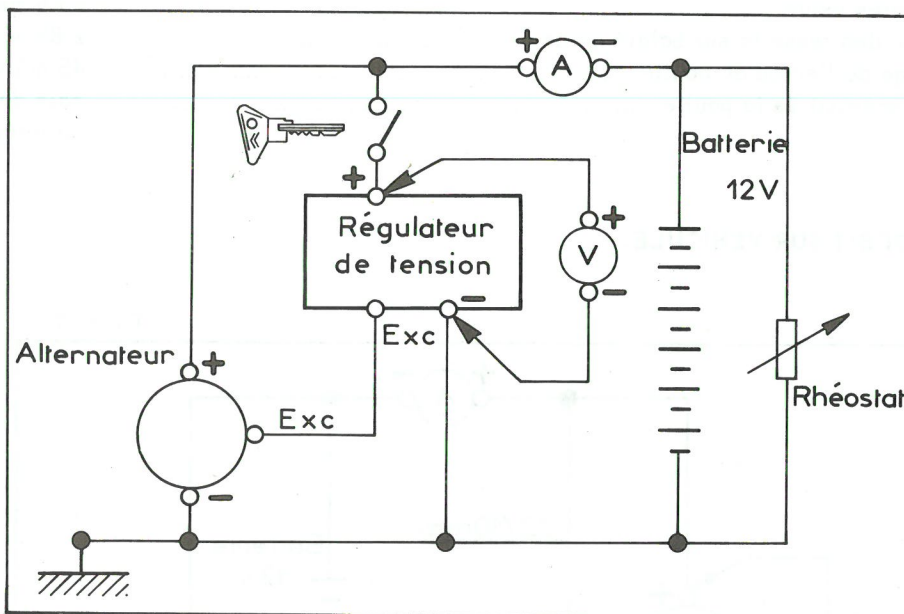 + A −
Batterie
12V
+
Régulateur
de tension
+
V
−
−
Exc
Alternateur
+
Exc
Rhéostat
−